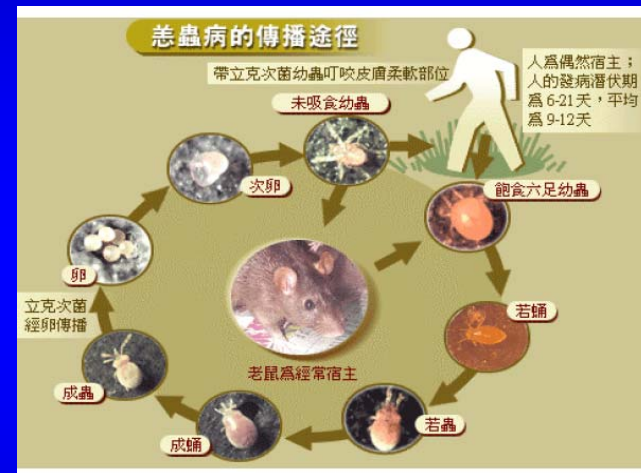 恙蟲病的傳播途徑
帶立克次菌幼蟲叮咬皮膚柔軟部位
人爲偶然宿主；
人的發病潛伏期
爲 6-21天，平均
爲 9-12天
未吸食幼蟲
次卵
飽食六足幼蟲
卵
立克次菌
經卵傳播
若蛹
老鼠爲經常宿主
成蟲
若蟲
成蛹